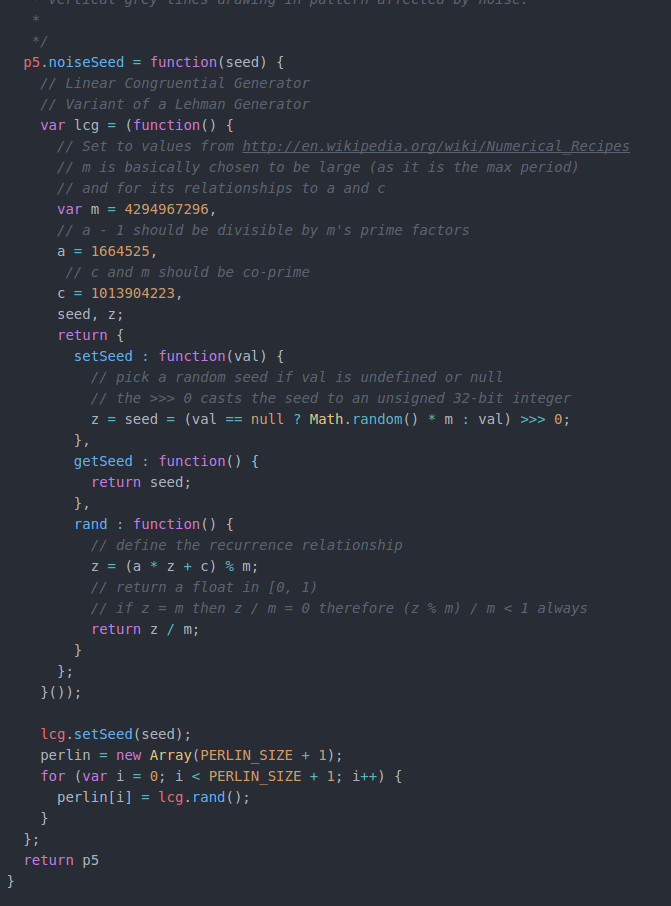 * vertical grey lines drawing in pattern affected by noise.
   *
   */
  p5.noiseSeed = function(seed) {
    // Linear Congruential Generator
    // Variant of a Lehman Generator
    var lcg = (function() {
      // Set to values from http://en.wikipedia.org/wiki/Numerical_Recipes
      // m is basically chosen to be large (as it is the max period)
      // and for its relationships to a and c
      var m = 4294967296,
      // a - 1 should be divisible by m's prime factors
      a = 1664525,
       // c and m should be co-prime
      c = 1013904223,
      seed, z;
      return {
        setSeed : function(val) {
          // pick a random seed if val is undefined or null
          // the >>> 0 casts the seed to an unsigned 32-bit integer
          z = seed = (val == null ? Math.random() * m : val) >>> 0;
        },
        getSeed : function() {
          return seed;
        },
        rand : function() {
          // define the recurrence relationship
          z = (a * z + c) % m;
          // return a float in [0, 1)
          // if z = m then z / m = 0 therefore (z % m) / m < 1 always
          return z / m;
        }
      };
    }());

    lcg.setSeed(seed);
    perlin = new Array(PERLIN_SIZE + 1);
    for (var i = 0; i < PERLIN_SIZE + 1; i++) {
      perlin[i] = lcg.rand();
    }
  };
  return p5
}